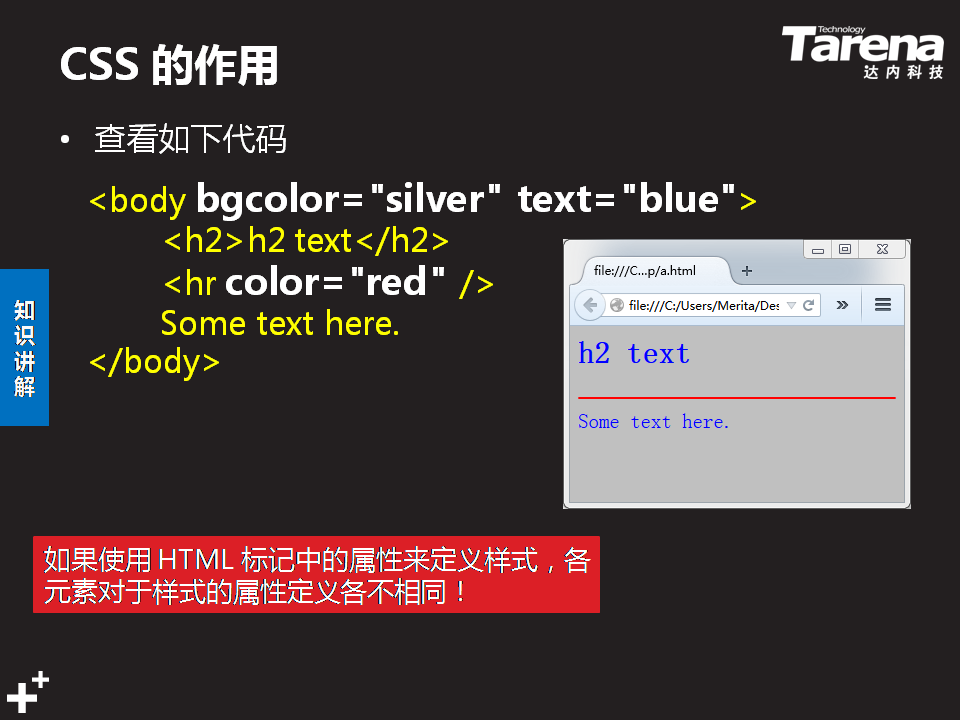 CSS 的作用
Technology
Tarena
达内科技
• 查看如下代码
<body bgcolor="silver" text="blue">
<h2>h2 text</h2>
<hr color="red" />
Some text here.
</body>
知识讲解
file:///C...p/a.html
file:///C:/Users/Merita/Des
h2 text
Some text here.
如果使用 HTML 标记中的属性来定义样式，各
元素对于样式的属性定义各不相同！